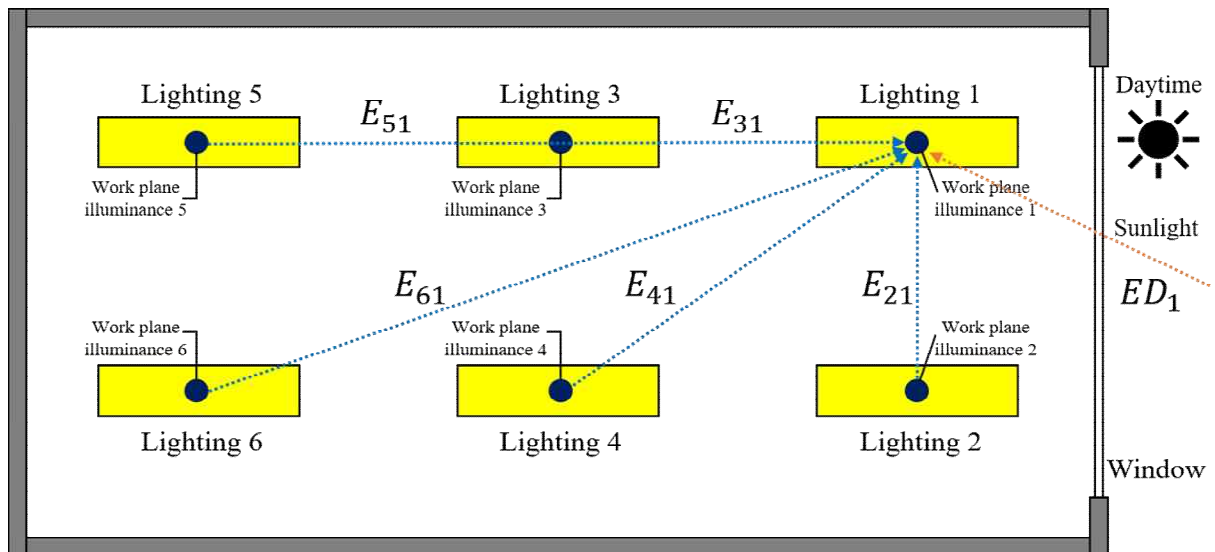 Lighting 5
Lighting 3
Lighting 1
Daytime
E₅₁
E₃₁
Work plane
illuminance 5
Work plane
illuminance 3
Work plane
illuminance 1
Sunlight
E₆₁
E₄₁
E₂₁
ED₁
Work plane
illuminance 6
Work plane
illuminance 4
Work plane
illuminance 2
Lighting 6
Lighting 4
Lighting 2
Window